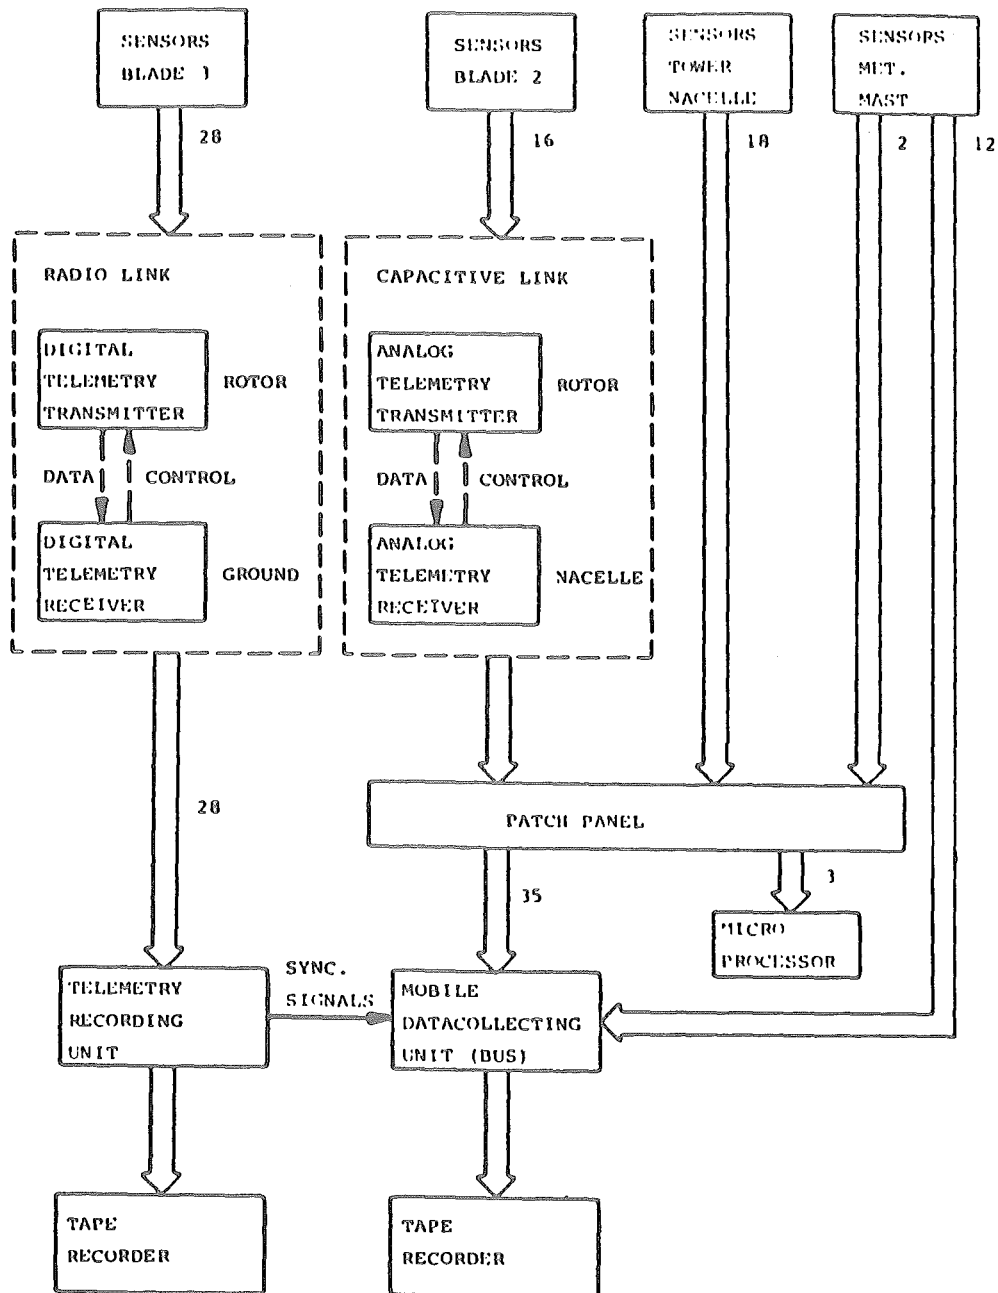 SENSORS
BLADE 1
SENSORS
BLADE 2
SENSORS
TOWER
NACELLE
SENSORS
MET.
MAST
28
16
18
2
12
RADIO LINK
CAPACITIVE LINK
DIGITAL
TELEMETRY
TRANSMITTER
ROTOR
ANALOG
TELEMETRY
TRANSMITTER
ROTOR
DATA
CONTROL
DATA
CONTROL
DIGITAL
TELEMETRY
RECEIVER
GROUND
ANALOG
TELEMETRY
RECEIVER
NACELLE
28
PATCH PANEL
35
1
MICRO
PROCESSOR
TELEMETRY
RECORDING
UNIT
SYNC.
SIGNALS
MOBILE
DATACOLLECTING
UNIT (BUS)
TAPE
RECORDER
TAPE
RECORDER